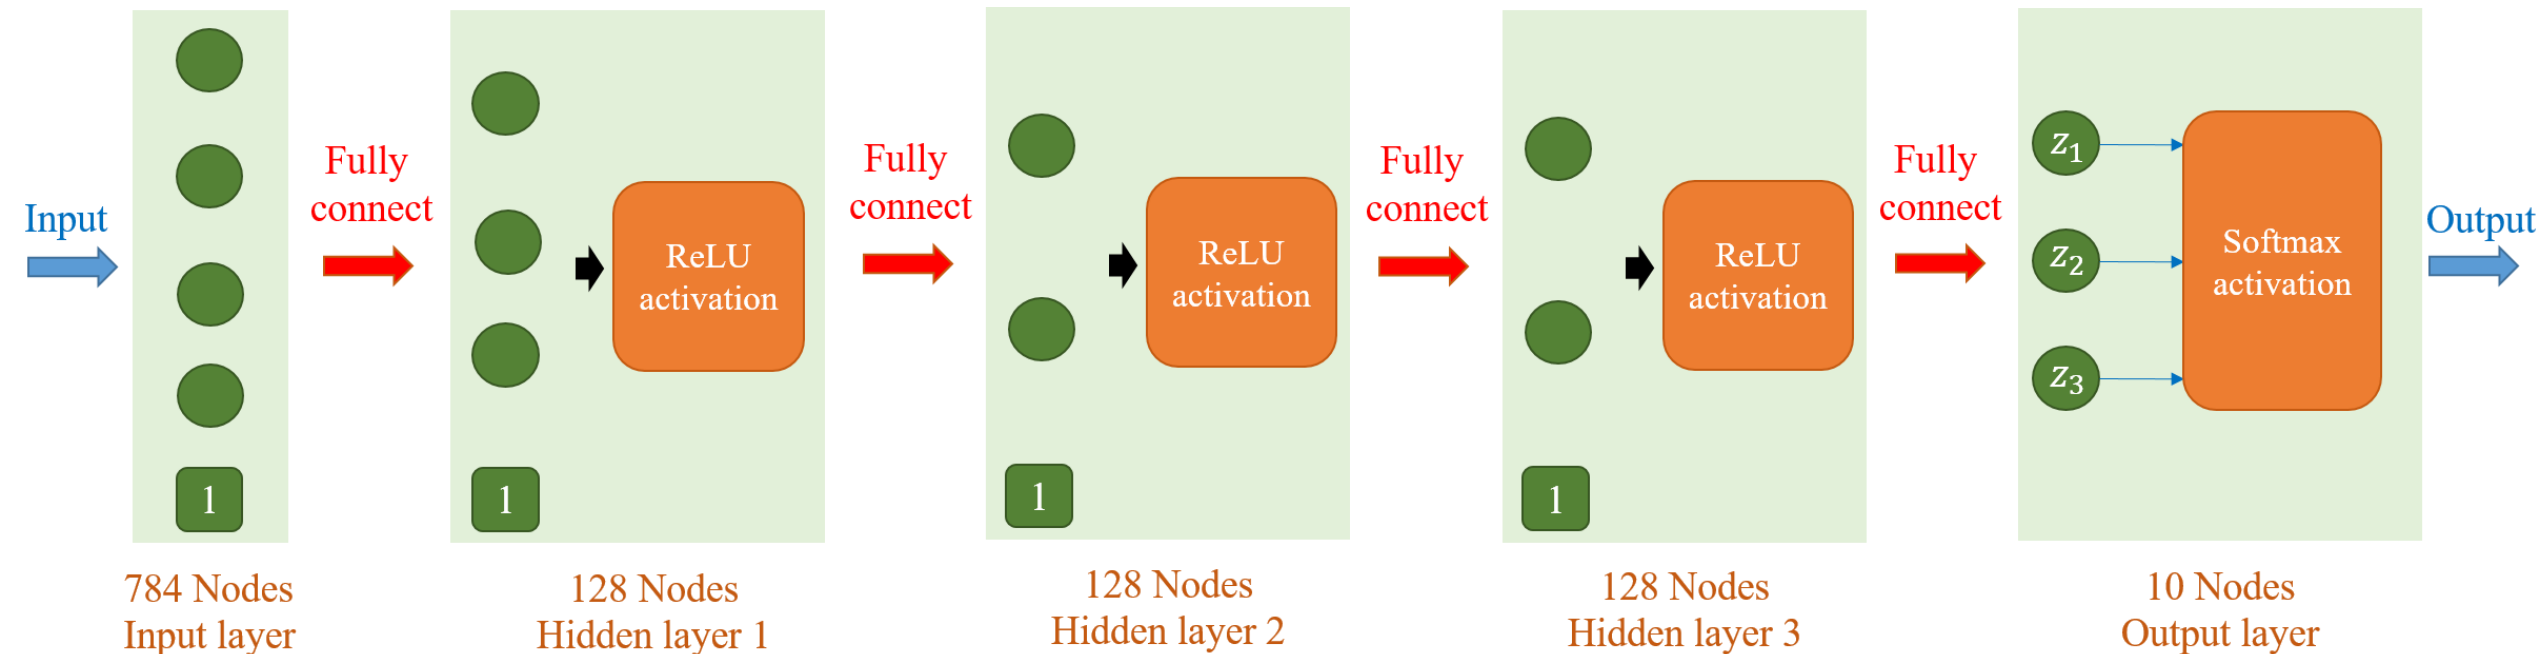 Input
1
784 Nodes
Input layer
Fully
connect
ReLU
activation
1
128 Nodes
Hidden layer 1
Fully
connect
ReLU
activation
1
128 Nodes
Hidden layer 2
Fully
connect
ReLU
activation
1
128 Nodes
Hidden layer 3
Fully
connect
z₁
z₂
z₃
Softmax
activation
10 Nodes
Output layer
Output